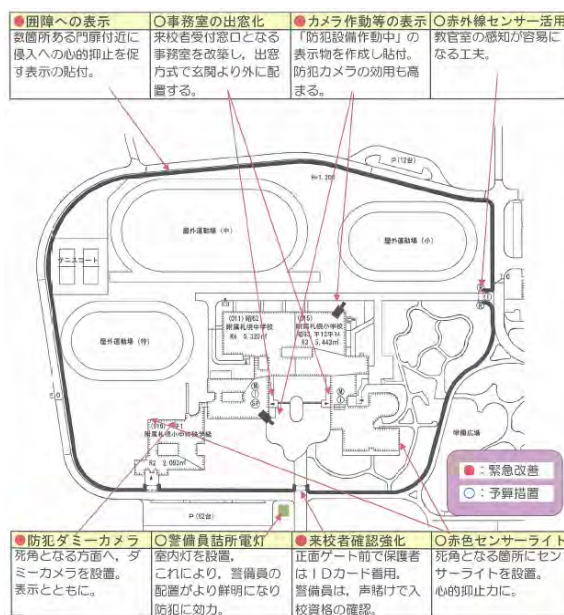 ●囲障への表示
数箇所ある門扉付近に
侵入への心的抑止を促
す表示の貼付。
○事務室の出窓化
来校者受付窓口となる
事務室を改築し、出窓
方式で玄関より外に配
置する。
●カメラ作動等の表示
「防犯設備作動中」の
表示物を作成し貼付。
防犯カメラの効用も高
まる。
○赤外線センサー活用
教官室の感知が容易に
なる工夫。
P(12台)
屋外運動場(中)
屋外運動場(小)
テニスコート
附属札幌中学校
附属札幌小学校
学園広場
●:緊急改善
○:予算措置
P(12台)
●防犯ダミーカメラ
死角となる方面へ、ダ
ミーカメラを設置。
表示とともに。
○警備員詰所電灯
室内灯を設置。
これにより、警備員の
配置がより鮮明になり
防犯に効力。
●来校者確認強化
正面ゲート前で保護者
はIDカード着用。
警備員は、声掛けで入
校資格の確認。
○赤色センサーライト
死角となる箇所にセン
サーライトを設置。
心的抑止力に。